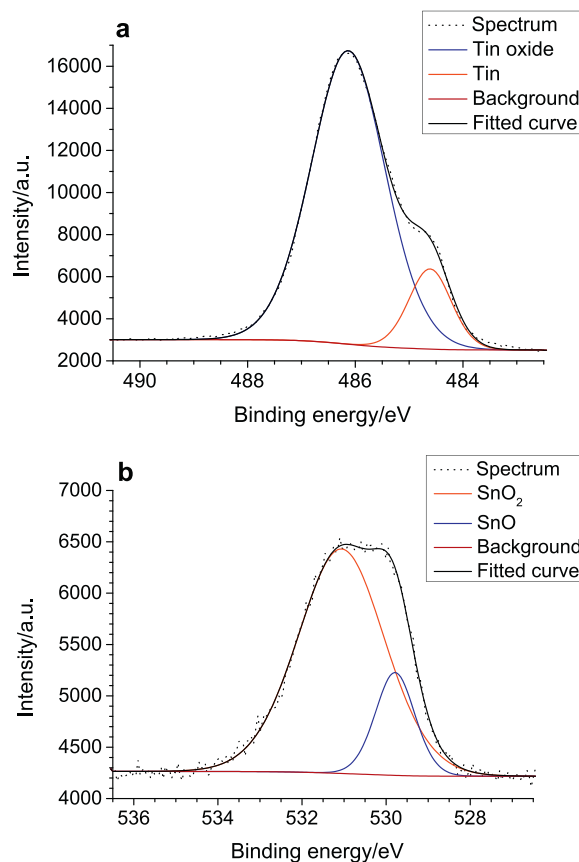 a
Spectrum
Tin oxide
Tin
Background
Fitted curve
16000
14000
12000
10000
8000
6000
4000
2000
Intensity/a.u.
490 488 486 484
Binding energy/eV
b
Spectrum
SnO₂
SnO
Background
Fitted curve
7000
6500
6000
5500
5000
4500
4000
Intensity/a.u.
536 534 532 530 528
Binding energy/eV